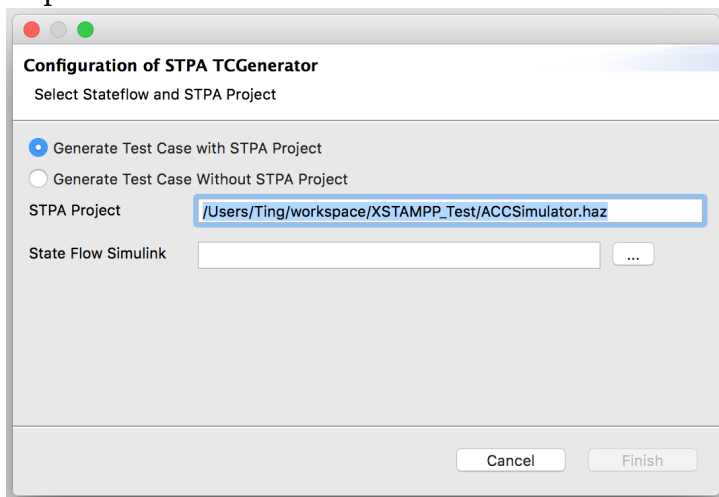 Configuration of STPA TCGenerator
Select Stateflow and STPA Project
Generate Test Case with STPA Project
Generate Test Case Without STPA Project
STPA Project /Users/Ting/workspace/XSTAMPP_Test/ACCSimulator.haz
State Flow Simulink ...
Cancel Finish